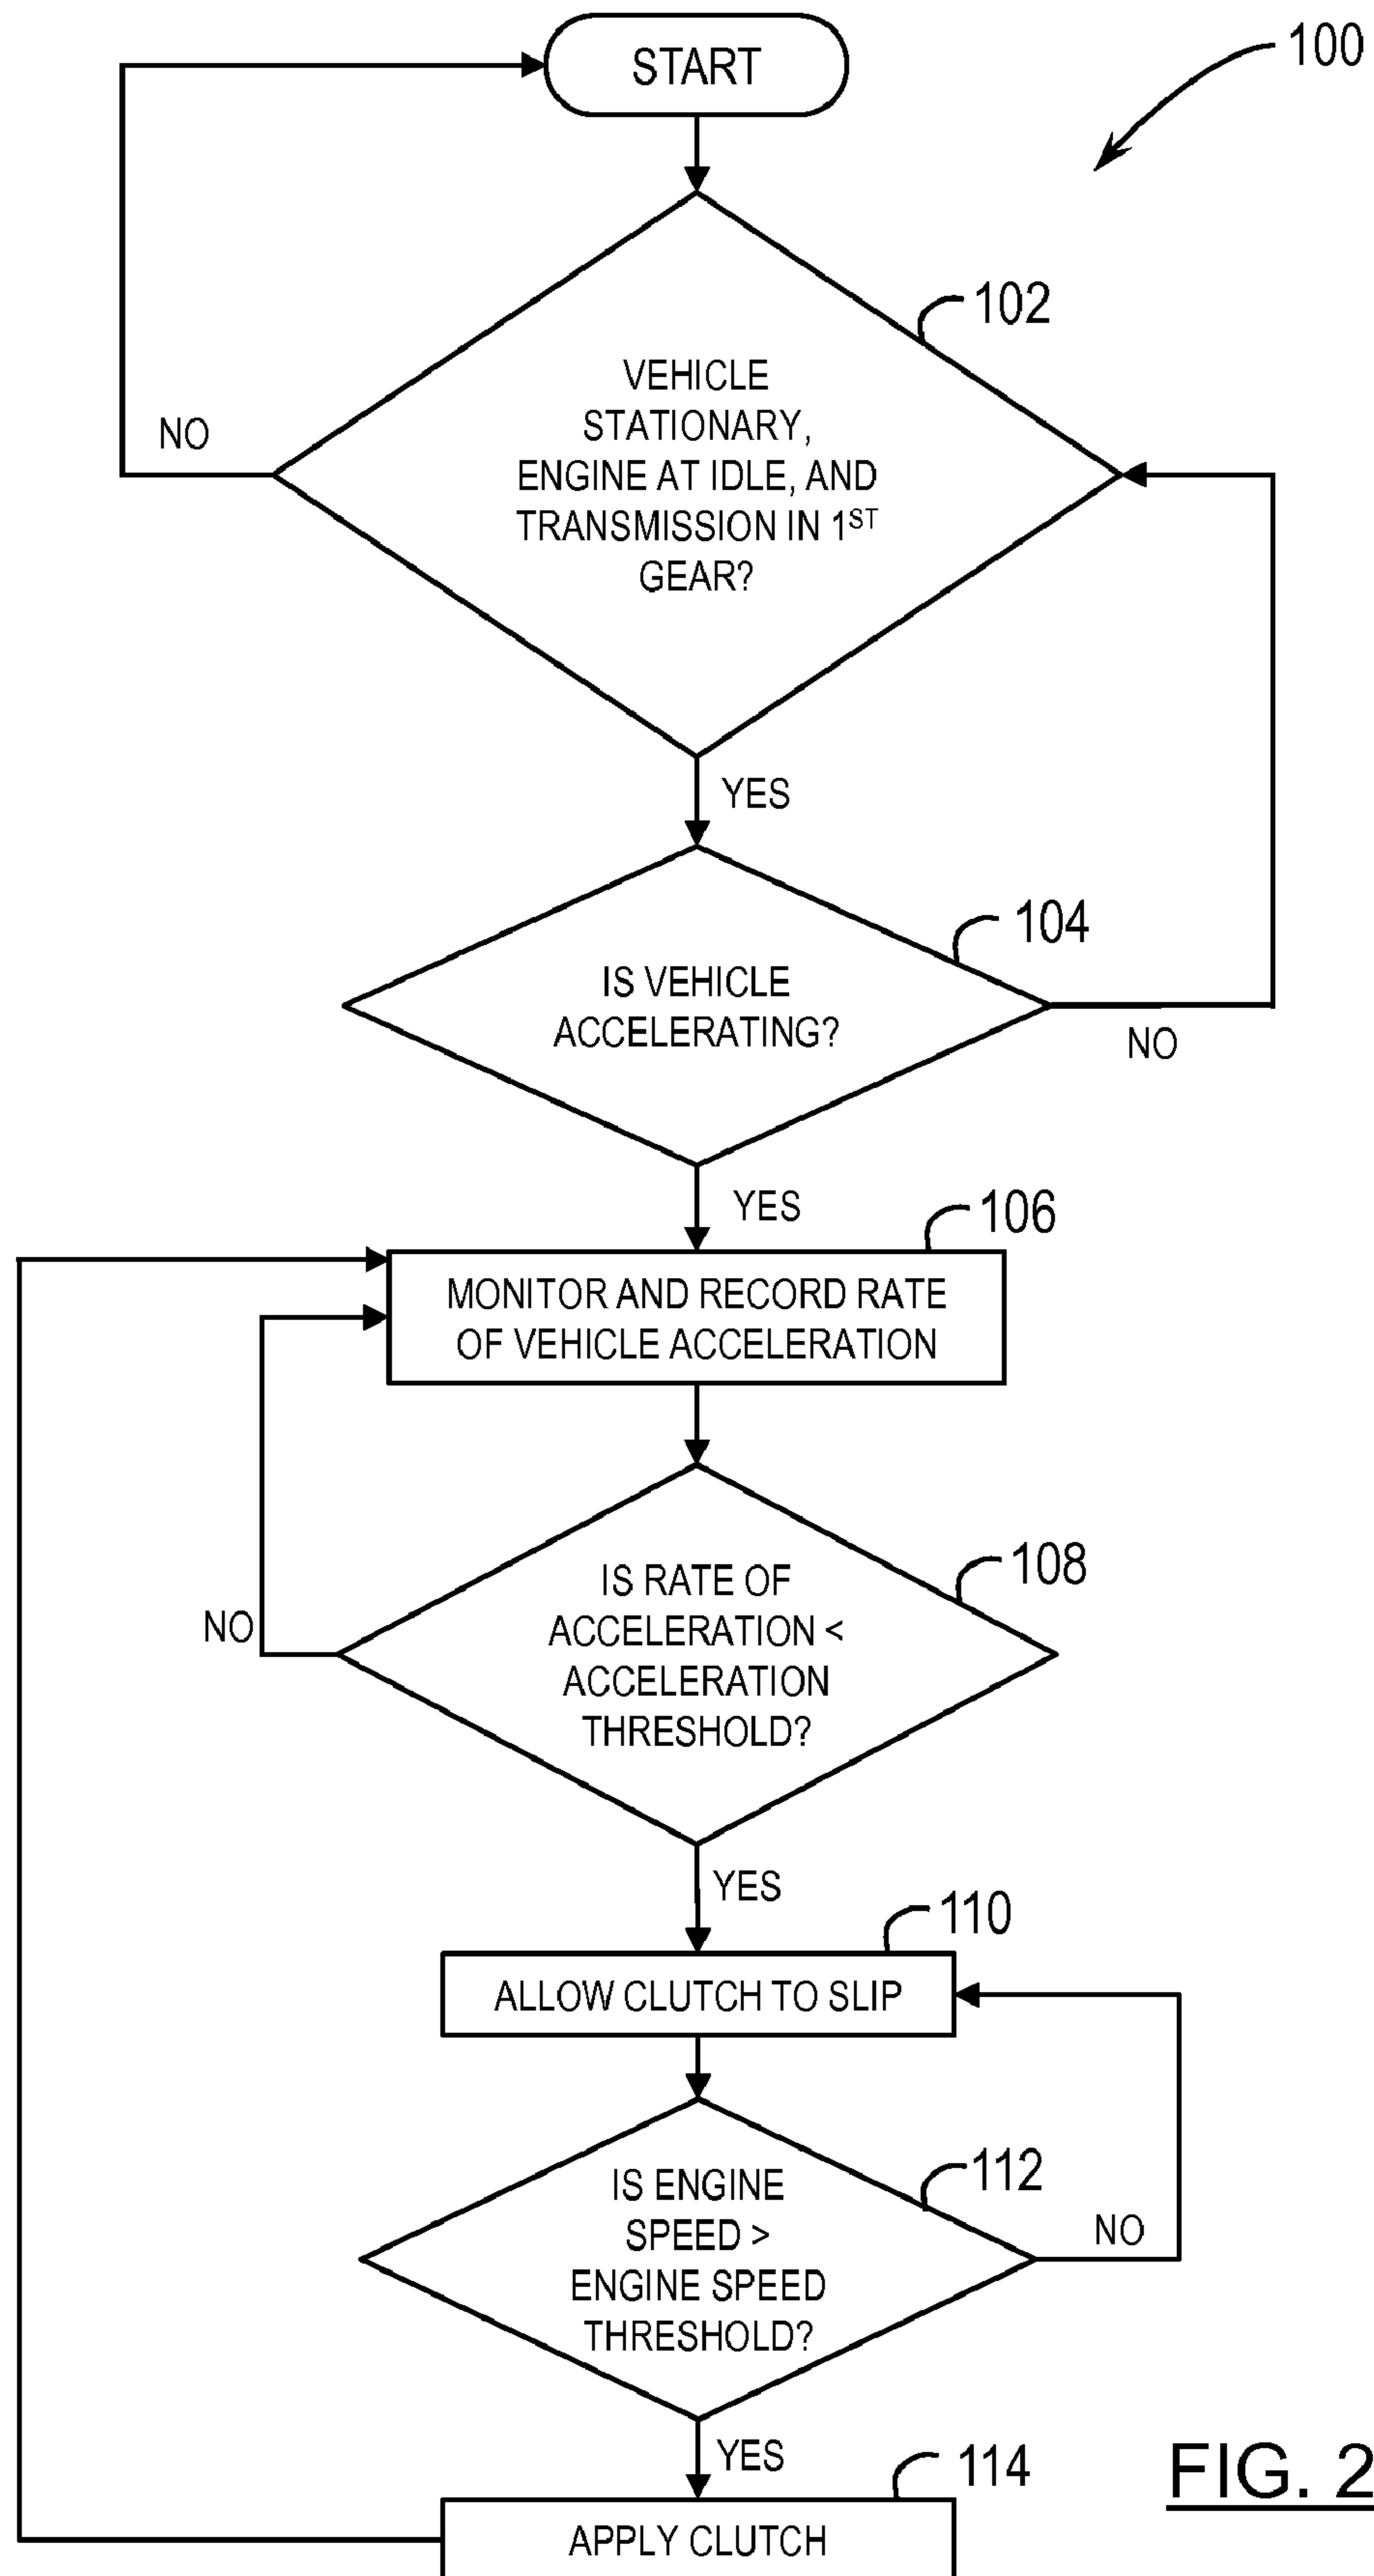 START
100
102
VEHICLE
STATIONARY,
ENGINE AT IDLE, AND
TRANSMISSION IN 1ST
GEAR?
NO
YES
104
IS VEHICLE
ACCELERATING?
NO
YES
106
MONITOR AND RECORD RATE
OF VEHICLE ACCELERATION
108
IS RATE OF
ACCELERATION <
ACCELERATION
THRESHOLD?
NO
YES
110
ALLOW CLUTCH TO SLIP
112
IS ENGINE
SPEED >
ENGINE SPEED
THRESHOLD?
NO
YES
114
APPLY CLUTCH
FIG. 2